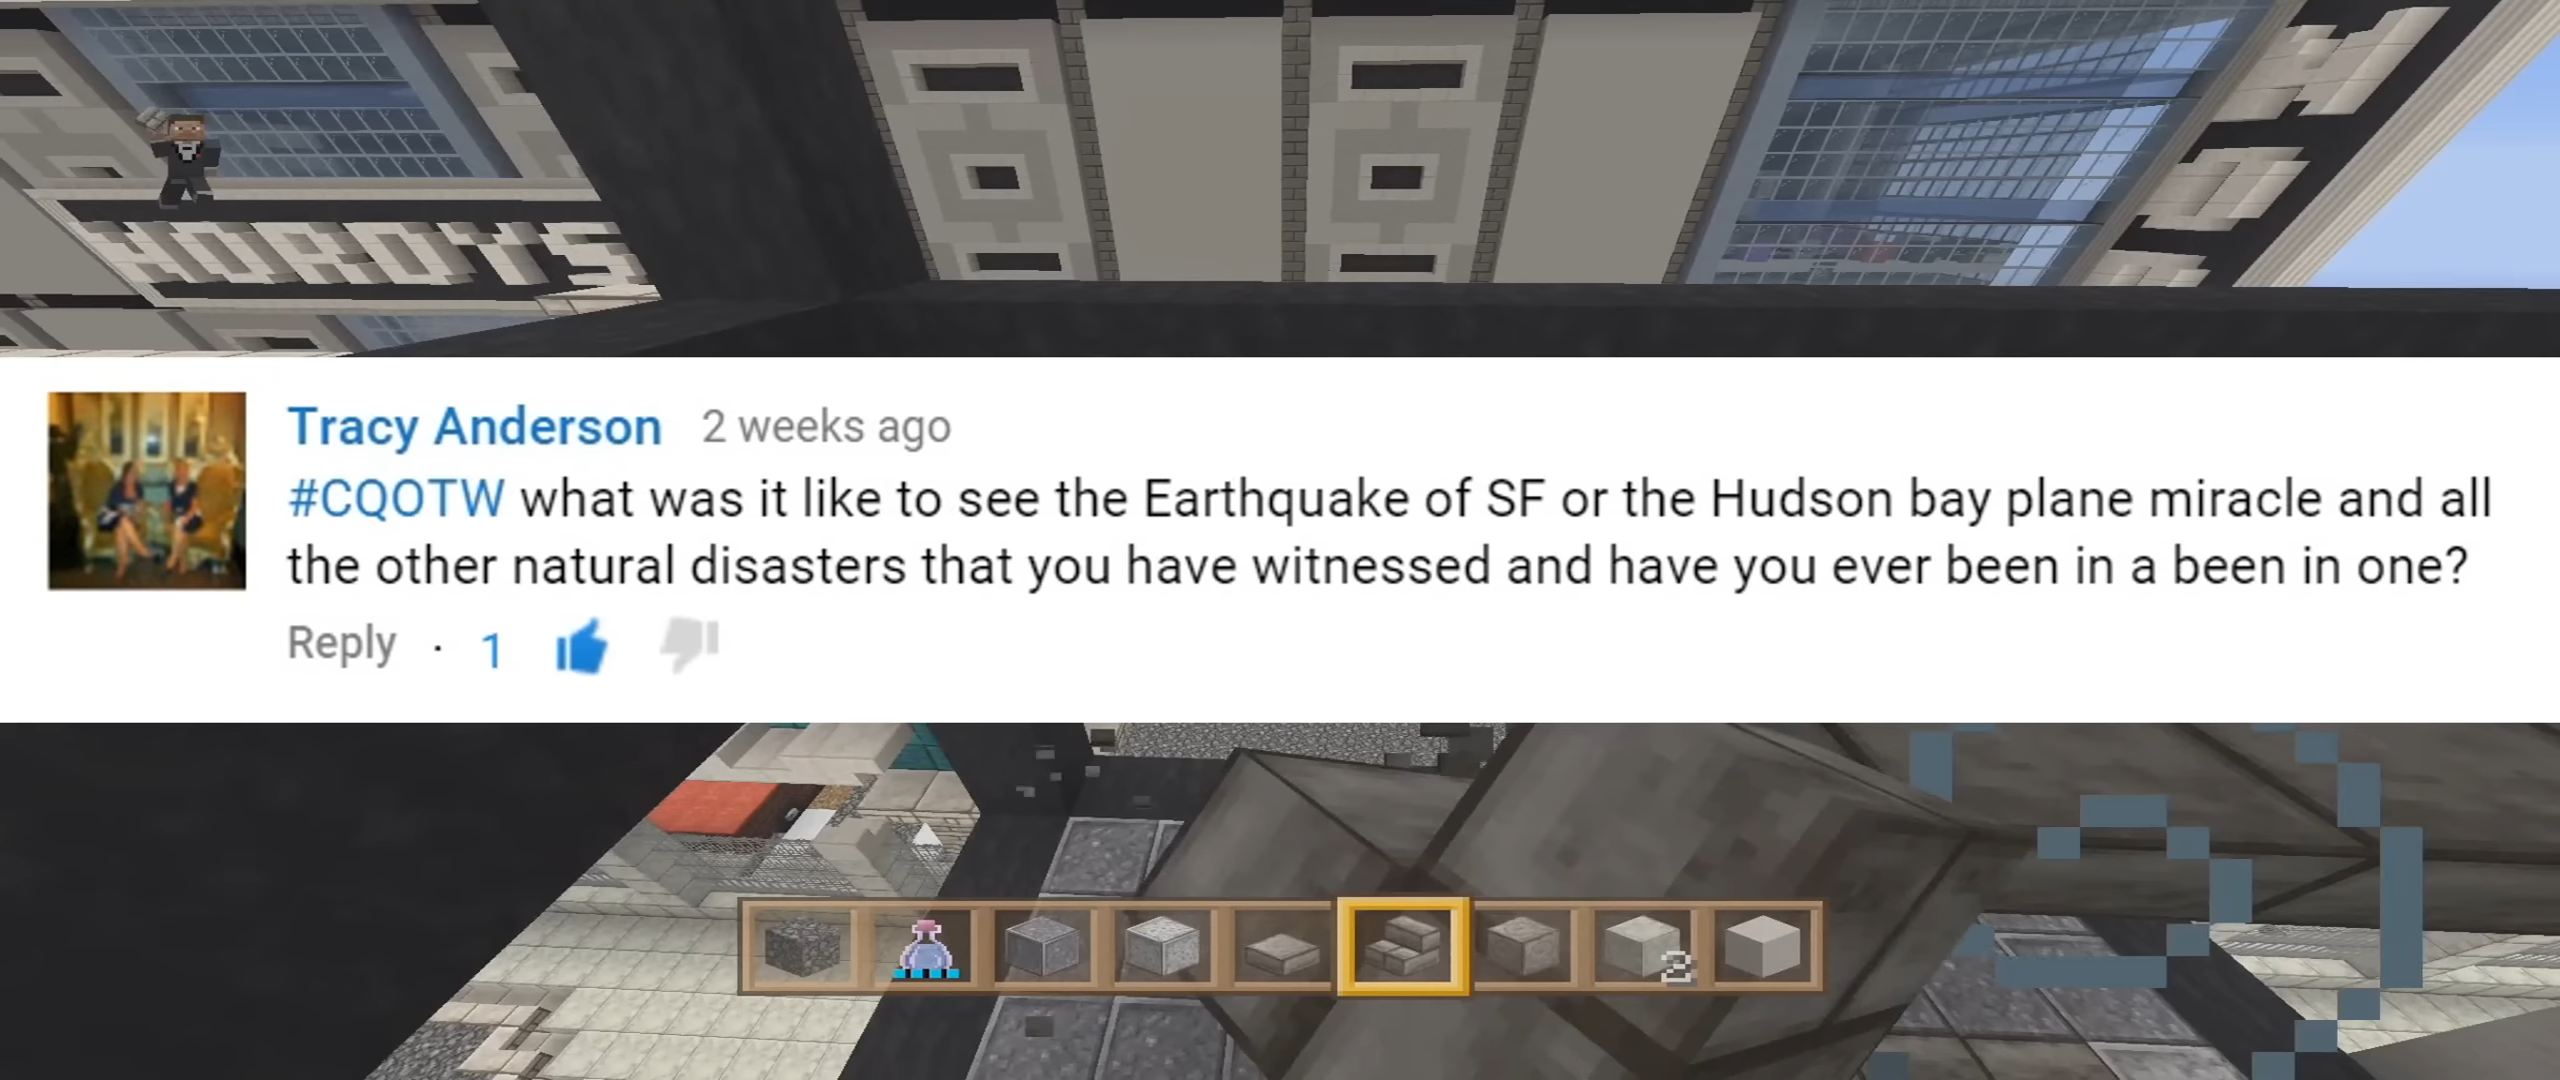 HORDYS
Tracy Anderson 2 weeks ago
#CQOTW what was it like to see the Earthquake of SF or the Hudson bay plane miracle and all
the other natural disasters that you have witnessed and have you ever been in a been in one?
Reply · 1
2